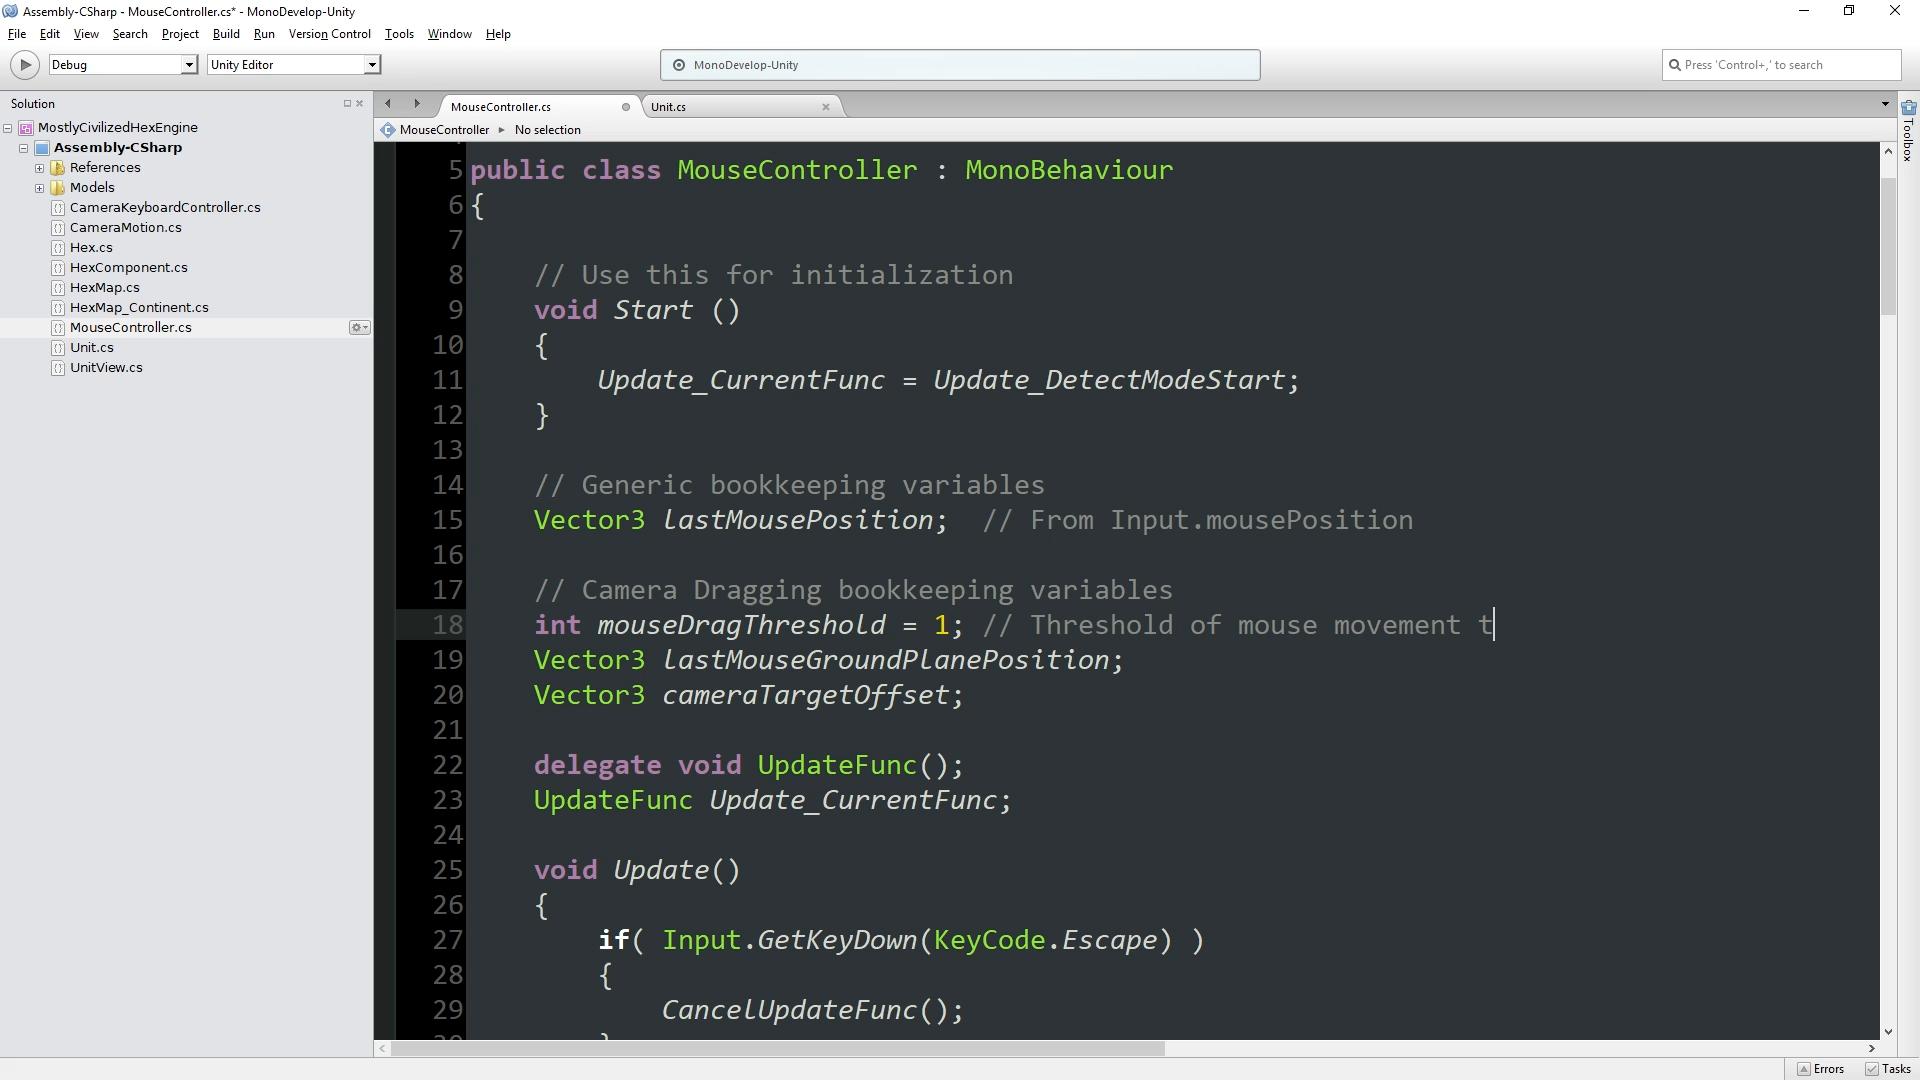 Assembly-CSharp - MouseController.cs* - MonoDevelop-Unity
File Edit View Search Project Build Run Version Control Tools Window Help
Debug Unity Editor MonoDevelop-Unity Press 'Control+,' to search
Solution
MostlyCivilizedHexEngine
Assembly-CSharp
References
Models
CameraKeyboardController.cs
CameraMotion.cs
Hex.cs
HexComponent.cs
HexMap.cs
HexMap_Continent.cs
MouseController.cs
Unit.cs
UnitView.cs
MouseController.cs Unit.cs
MouseController No selection
5 public class MouseController : MonoBehaviour
6 {
7
8 // Use this for initialization
9 void Start ()
10 {
11 Update_CurrentFunc = Update_DetectModeStart;
12 }
13
14 // Generic bookkeeping variables
15 Vector3 lastMousePosition; // From Input.mousePosition
16
17 // Camera Dragging bookkeeping variables
18 int mouseDragThreshold = 1; // Threshold of mouse movement t
19 Vector3 lastMouseGroundPlanePosition;
20 Vector3 cameraTargetOffset;
21
22 delegate void UpdateFunc();
23 UpdateFunc Update_CurrentFunc;
24
25 void Update()
26 {
27 if( Input.GetKeyDown(KeyCode.Escape) )
28 {
29 CancelUpdateFunc();
Toolbox
Errors Tasks